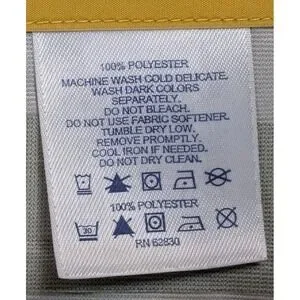 100% POLYESTER
MACHINE WASH COLD DELICATE.
WASH DARK COLORS
SEPARATELY.
DO NOT BLEACH.
DO NOT USE FABRIC SOFTENER.
TUMBLE DRY LOW.
REMOVE PROMPTLY.
COOL IRON IF NEEDED.
DO NOT DRY CLEAN.
100% POLYESTER
30
RN 62830